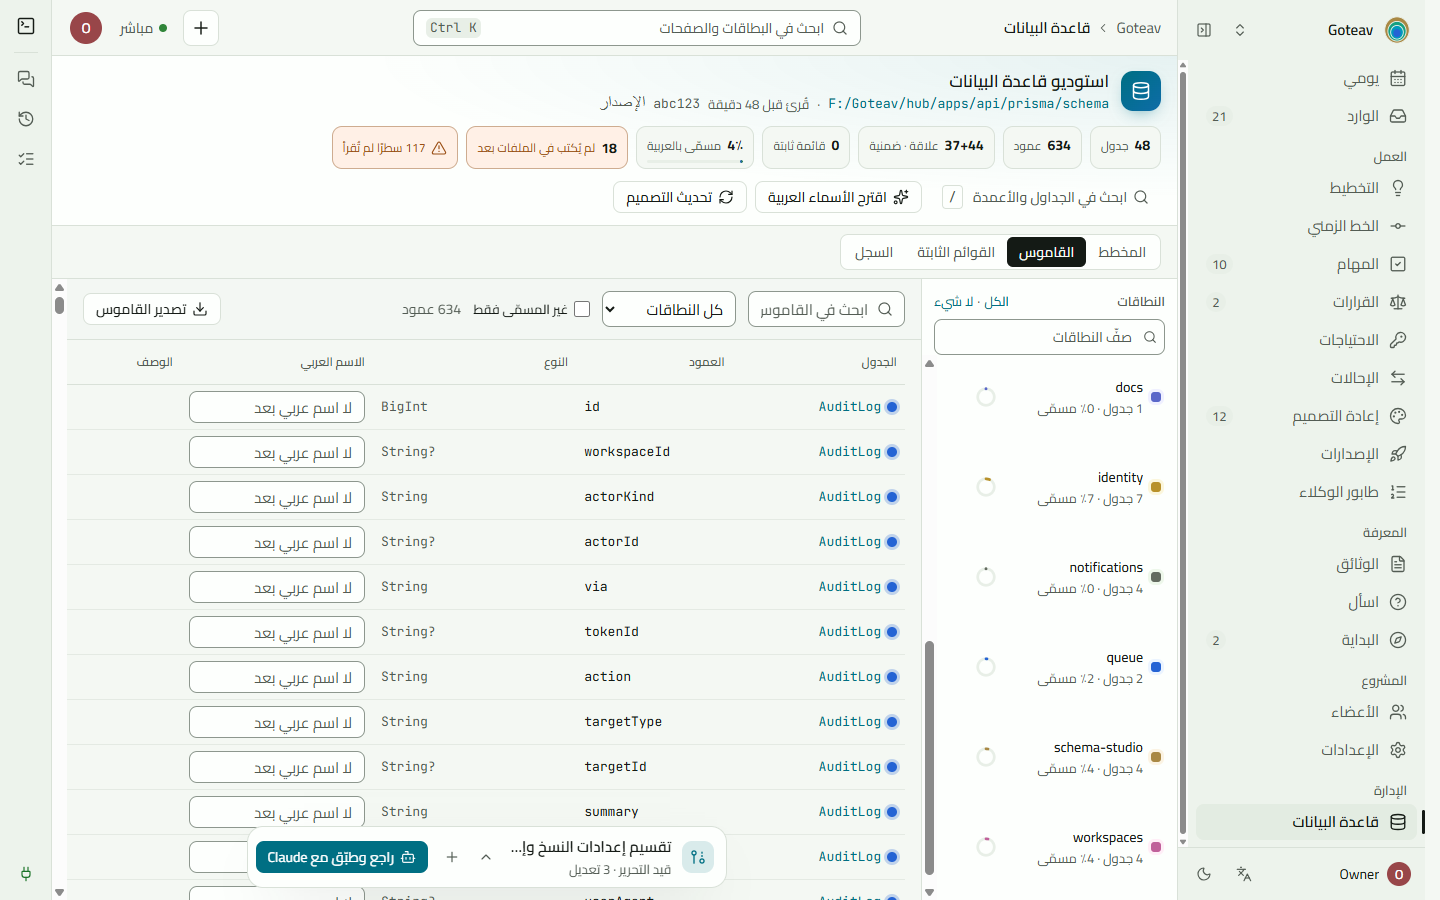 Goteav
يومي
الوارد 21
العمل
التخطيط
الخط الزمني
المهام 10
القرارات 2
الاحتياجات
الإحالات
إعادة التصميم 12
الإصدارات
طابور الوكلاء
المعرفة
الوثائق
اسأل
البداية 2
المشروع
الأعضاء
الإعدادات
الإدارة
قاعدة البيانات
O Owner
Goteav › قاعدة البيانات
ابحث في البطاقات والصفحات Ctrl K
مباشر
O
استوديو قاعدة البيانات
F:/Goteav/hub/apps/api/prisma/schema · قُرئ قبل 48 دقيقة abc123 الإصدار
48 جدول
634 عمود
37+44 علاقة · ضمنية
0 قائمة ثابتة
4٪ مسمّى بالعربية
18 لم يُكتب في الملفات بعد
117 سطرًا لم تُقرأ
ابحث في الجداول والأعمدة /
اقترح الأسماء العربية
تحديث التصميم
المخطط القاموس القوائم الثابتة السجل
النطاقات الكل · لا شيء
صفّ النطاقات
docs
1 جدول · 0٪ مسمّى
identity
7 جدول · 7٪ مسمّى
notifications
4 جدول · 0٪ مسمّى
queue
2 جدول · 2٪ مسمّى
schema-studio
4 جدول · 4٪ مسمّى
workspaces
4 جدول · 4٪ مسمّى
ابحث في القاموس
كل النطاقات
غير المسمّى فقط
634 عمود
تصدير القاموس
الجدول العمود النوع الاسم العربي الوصف
AuditLog id BigInt لا اسم عربي بعد
AuditLog workspaceId String? لا اسم عربي بعد
AuditLog actorKind String لا اسم عربي بعد
AuditLog actorId String? لا اسم عربي بعد
AuditLog via String لا اسم عربي بعد
AuditLog tokenId String? لا اسم عربي بعد
AuditLog action String لا اسم عربي بعد
AuditLog targetType String لا اسم عربي بعد
AuditLog targetId String? لا اسم عربي بعد
AuditLog summary String لا اسم عربي بعد
AuditLog
تقسيم إعدادات النسخ وإ...
قيد التحرير · 3 تعديل
راجع وطبّق مع Claude